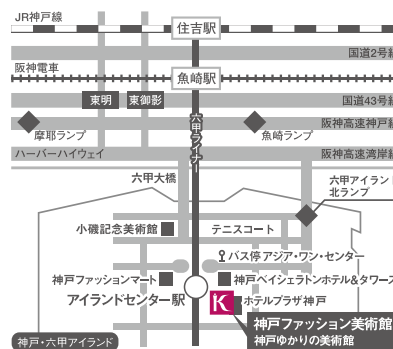 JR神戸線
住吉駅
国道2号線
阪神電車
魚崎駅
東明
東御影
国道43号線
六甲ライナー
摩耶ランプ
魚崎ランプ
阪神高速神戸線
ハーバーハイウェイ
阪神高速湾岸線
六甲大橋
六甲アイランド
北ランプ
小磯記念美術館
テニスコート
バス停 アジア・ワン・センター
神戸ファッションマート
神戸ベイシェラトンホテル&タワーズ
アイランドセンター駅
K
ホテルプラザ神戸
神戸ファッション美術館
神戸ゆかりの美術館
神戸・六甲アイランド